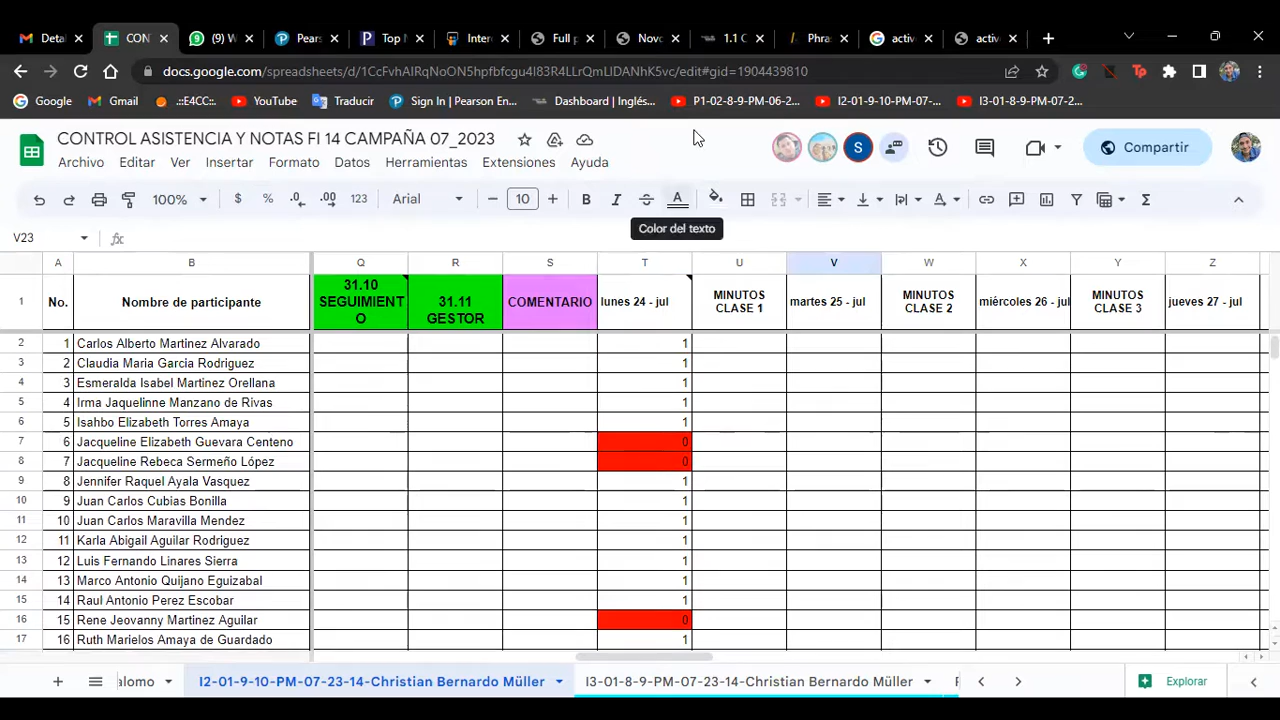 Detal
CON
(9) W
Pears
Top M
Inter
Full p
Novo
1.1 C
Phras
active
active
docs.google.com/spreadsheets/d/1CcFvhAlRqNoON5hpfbfcgu4I83R4LLrQmLlDANhK5vc/edit#gid=1904439810
Google
Gmail
.::E4CC:.
YouTube
Traducir
Sign In | Pearson En...
Dashboard | Inglés...
P1-02-8-9-PM-06-2...
I2-01-9-10-PM-07-...
I3-01-8-9-PM-07-2...
CONTROL ASISTENCIA Y NOTAS FI 14 CAMPAÑA 07_2023
S
Compartir
Archivo Editar Ver Insertar Formato Datos Herramientas Extensiones Ayuda
100% $ % .0 .00 123 Arial 10 B I A Σ
Color del texto
V23 fx
A B Q R S T U V W X Y Z
1 No. Nombre de participante 31.10 SEGUIMIENTO 31.11 GESTOR COMENTARIO lunes 24 - jul MINUTOS CLASE 1 martes 25 - jul MINUTOS CLASE 2 miércoles 26 - jul MINUTOS CLASE 3 jueves 27 - jul
2 1 Carlos Alberto Martinez Alvarado 1
3 2 Claudia Maria Garcia Rodriguez 1
4 3 Esmeralda Isabel Martinez Orellana 1
5 4 Irma Jaquelinne Manzano de Rivas 1
6 5 Isahbo Elizabeth Torres Amaya 1
7 6 Jacqueline Elizabeth Guevara Centeno 0
8 7 Jacqueline Rebeca Sermeño López 0
9 8 Jennifer Raquel Ayala Vasquez 1
10 9 Juan Carlos Cubias Bonilla 1
11 10 Juan Carlos Maravilla Mendez 1
12 11 Karla Abigail Aguilar Rodriguez 1
13 12 Luis Fernando Linares Sierra 1
14 13 Marco Antonio Quijano Eguizabal 1
15 14 Raul Antonio Perez Escobar 1
16 15 Rene Jeovanny Martinez Aguilar 0
17 16 Ruth Marielos Amaya de Guardado 1
alomo
I2-01-9-10-PM-07-23-14-Christian Bernardo Müller
I3-01-8-9-PM-07-23-14-Christian Bernardo Müller
Explorar